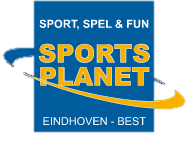 SPORT, SPEL & FUN
SPORTS
PLANET
EINDHOVEN - BEST